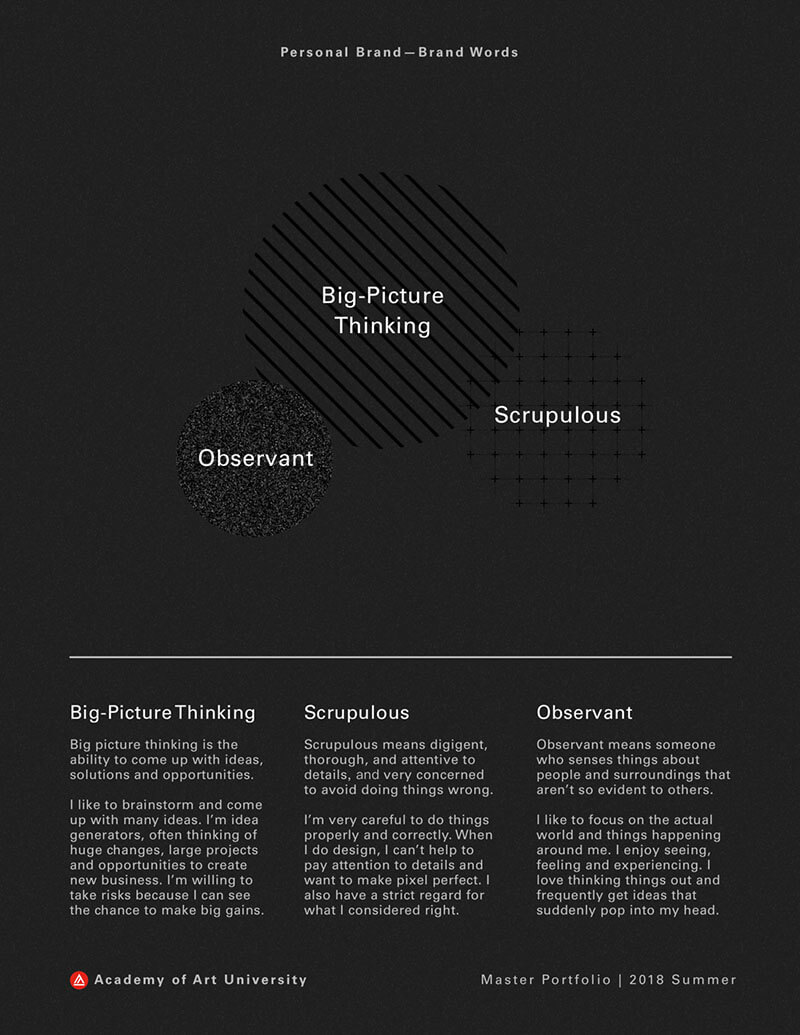 Personal Brand—Brand Words
Big-Picture
Thinking
Scrupulous
Observant
Big-Picture Thinking
Big picture thinking is the
ability to come up with ideas,
solutions and opportunities.
I like to brainstorm and come
up with many ideas. I’m idea
generators, often thinking of
huge changes, large projects
and opportunities to create
new business. I’m willing to
take risks because I can see
the chance to make big gains.
Scrupulous
Scrupulous means digigent,
thorough, and attentive to
details, and very concerned
to avoid doing things wrong.
I’m very careful to do things
properly and correctly. When
I do design, I can’t help to
pay attention to details and
want to make pixel perfect. I
also have a strict regard for
what I considered right.
Observant
Observant means someone
who senses things about
people and surroundings that
aren’t so evident to others.
I like to focus on the actual
world and things happening
around me. I enjoy seeing,
feeling and experiencing. I
love thinking things out and
frequently get ideas that
suddenly pop into my head.
Academy of Art University
Master Portfolio | 2018 Summer